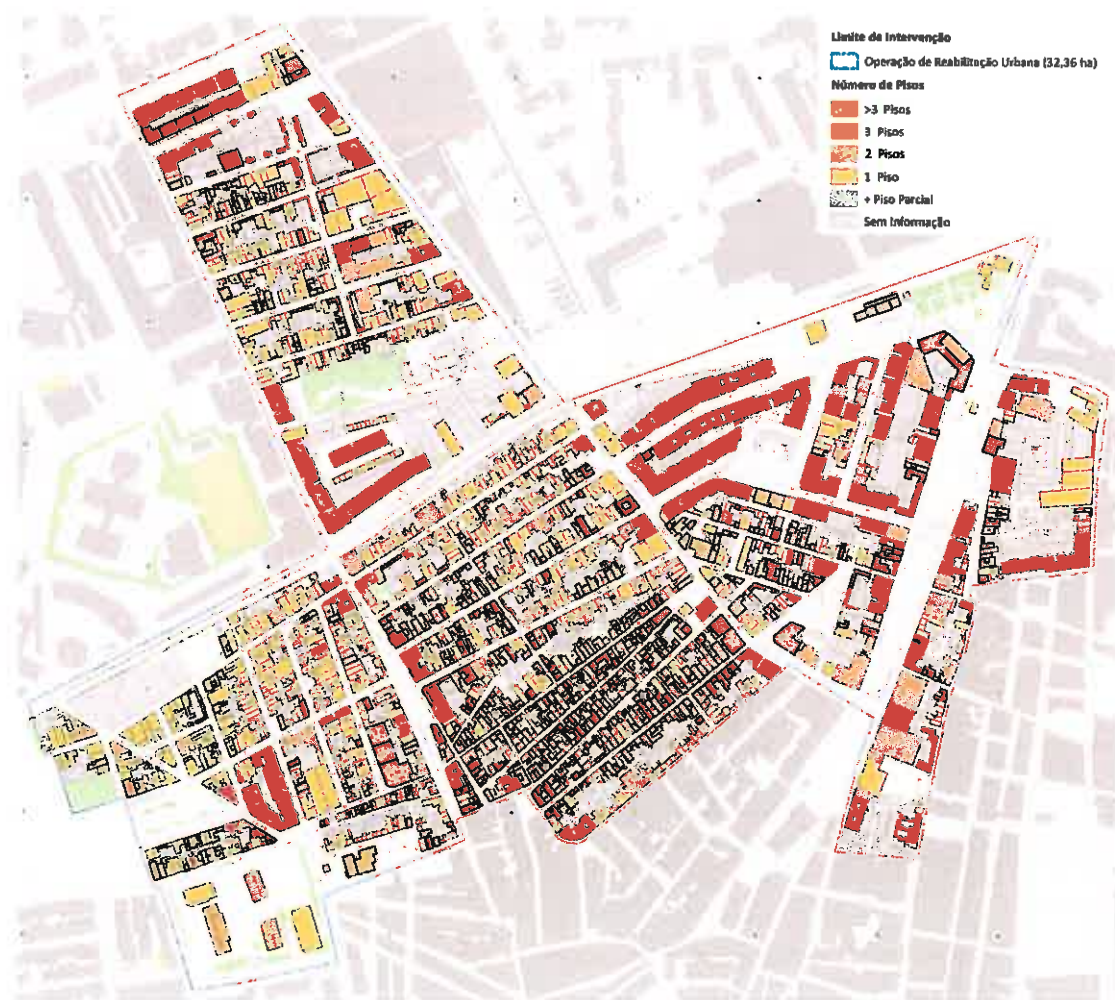 Limite de Intervenção
Operação de Reabilitação Urbana (32,36 ha)
Número de Pisos
>3 Pisos
3 Pisos
2 Pisos
1 Piso
+ Piso Parcial
Sem Informação